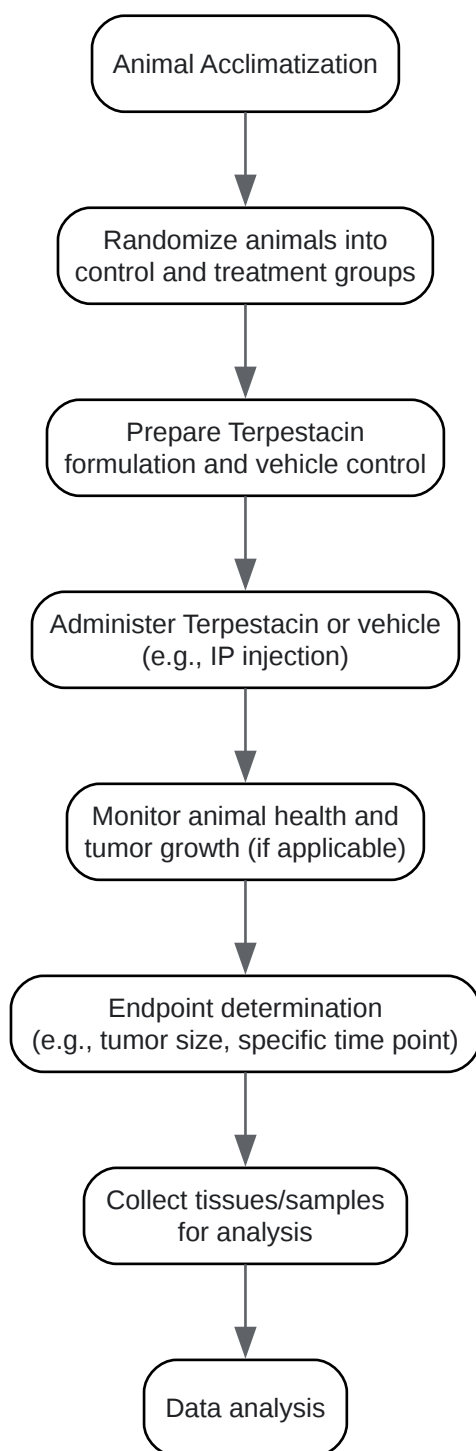 Animal Acclimatization
Randomize animals into
control and treatment groups
Prepare Terpestacin
formulation and vehicle control
Administer Terpestacin or vehicle
(e.g., IP injection)
Monitor animal health and
tumor growth (if applicable)
Endpoint determination
(e.g., tumor size, specific time point)
Collect tissues/samples
for analysis
Data analysis